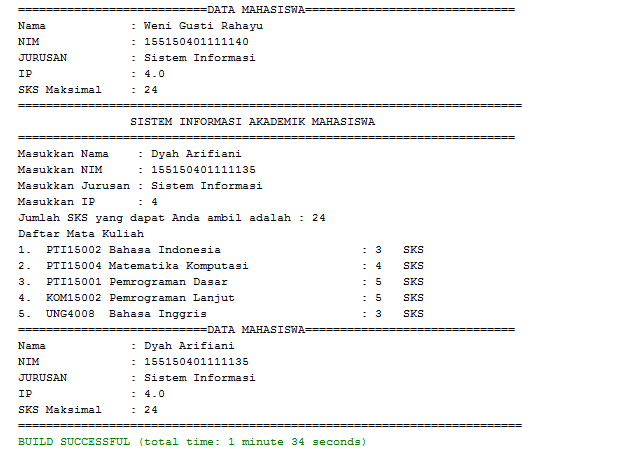 ===========================DATA MAHASISWA==============================
Nama            : Weni Gusti Rahayu
NIM             : 155150401111140
JURUSAN         : Sistem Informasi
IP              : 4.0
SKS Maksimal    : 24
========================================================================
                SISTEM INFORMASI AKADEMIK MAHASISWA
=======================================================================
Masukkan Nama    : Dyah Arifiani
Masukkan NIM     : 155150401111135
Masukkan Jurusan : Sistem Informasi
Masukkan IP      : 4
Jumlah SKS yang dapat Anda ambil adalah : 24
Daftar Mata Kuliah
1.  PTI15002 Bahasa Indonesia                    : 3   SKS
2.  PTI15004 Matematika Komputasi                : 4   SKS
3.  PTI15001 Pemrograman Dasar                   : 5   SKS
4.  KOM15002 Pemrograman Lanjut                  : 5   SKS
5.  UNG4008  Bahasa Inggris                      : 3   SKS
===========================DATA MAHASISWA==============================
Nama            : Dyah Arifiani
NIM             : 155150401111135
JURUSAN         : Sistem Informasi
IP              : 4.0
SKS Maksimal    : 24
========================================================================
BUILD SUCCESSFUL (total time: 1 minute 34 seconds)